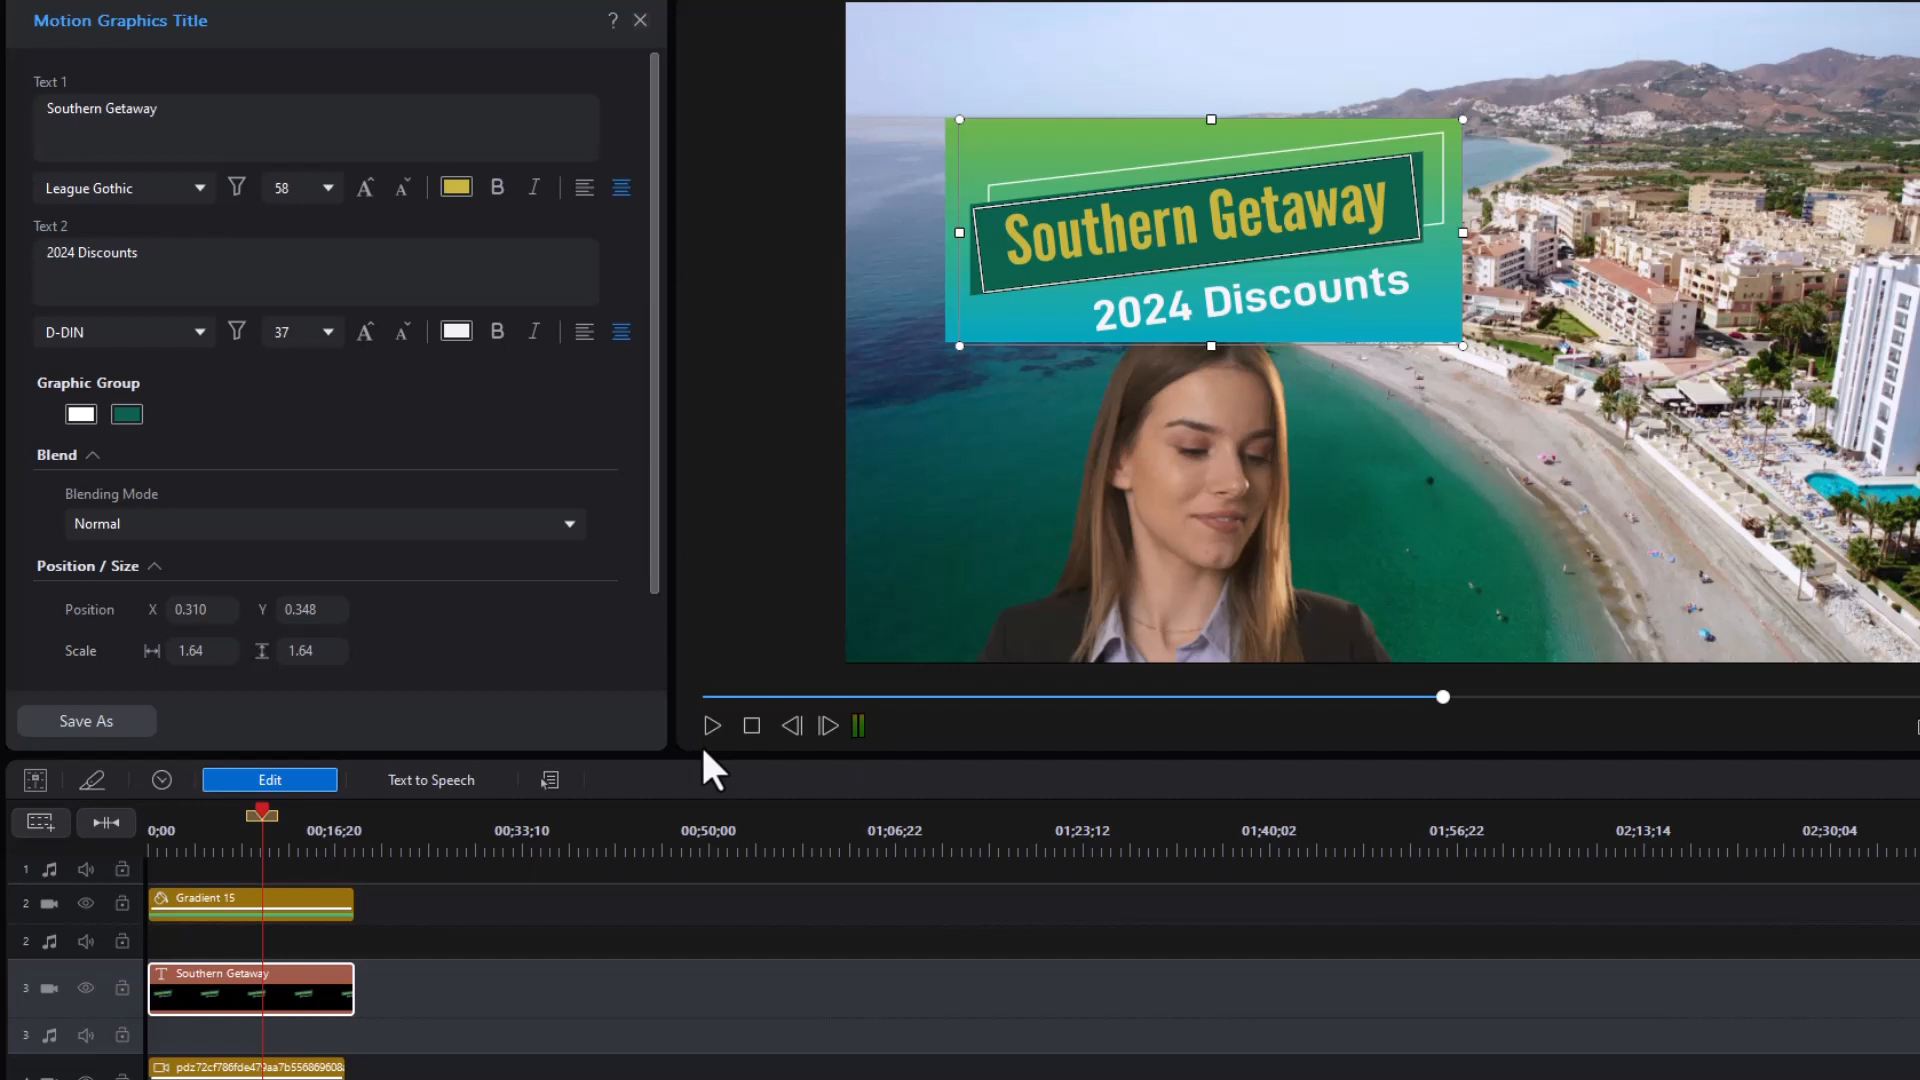 Motion Graphics Title
?
Text 1
Southern Getaway
League Gothic
58
B
I
Text 2
2024 Discounts
D-DIN
37
B
I
Graphic Group
Blend
Blending Mode
Normal
Position / Size
Position X 0.310 Y 0.348
Scale 1.64 1.64
Save As
Southern Getaway
2024 Discounts
Edit
Text to Speech
0;00 00;16;20 00;33;10 00;50;00 01;06;22 01;23;12 01;40;02 01;56;22 02;13;14 02;30;04
1
2
Gradient 15
2
3
Southern Getaway
3